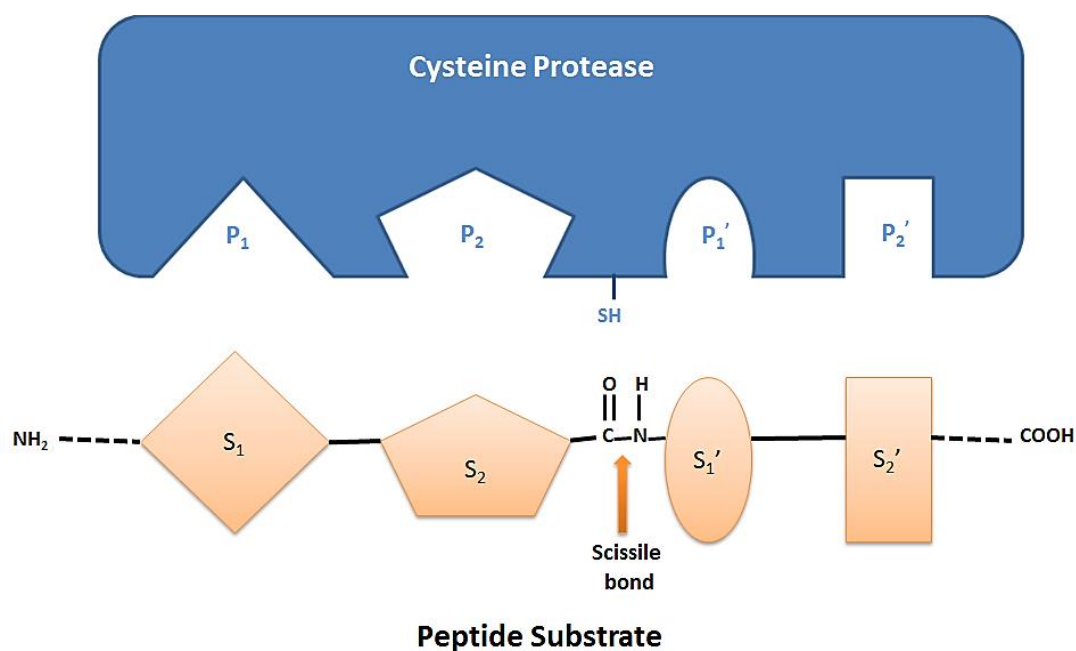 Cysteine Protease
P₁ P₂ P₁’ P₂’
SH
O H
NH₂ S₁ S₂ C N S₁’ S₂’ COOH
Scissile
bond
Peptide Substrate